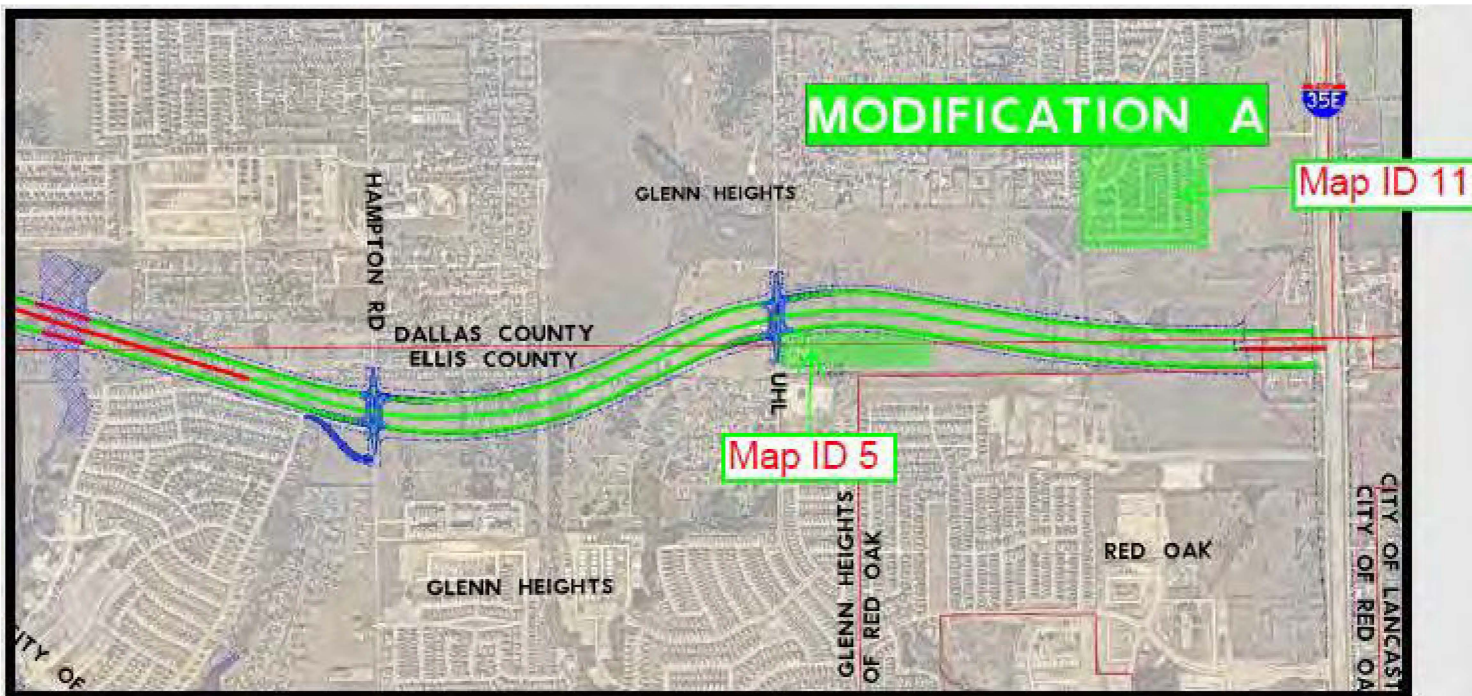 MODIFICATION A
35E
Map ID 11
GLENN HEIGHTS
HAMPTON RD
DALLAS COUNTY
ELLIS COUNTY
UHL
Map ID 5
GLENN HEIGHTS
OF RED OAK
RED OAK
GLENN HEIGHTS
CITY OF LANCAST
CITY OF RED OA
ITY OF